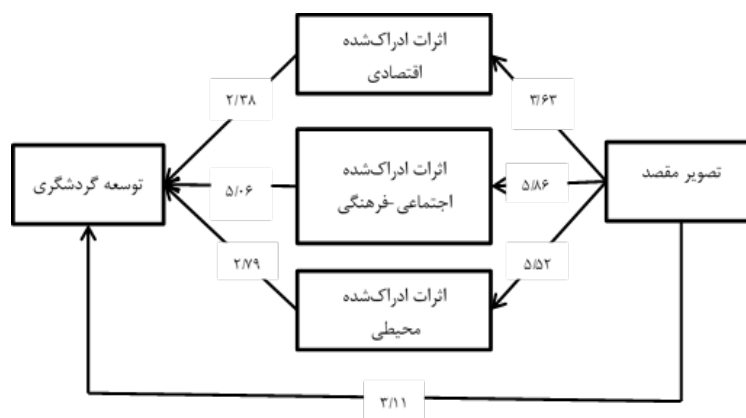 اثرات ادراک‌شده
اقتصادی
۳/۶۳
۲/۳۸
تصویر مقصد
اثرات ادراک‌شده
اجتماعی-فرهنگی
توسعه گردشگری
۵/۸۶
۵/۰۶
۵/۵۲
۲/۷۹
اثرات ادراک‌شده
محیطی
۳/۱۱